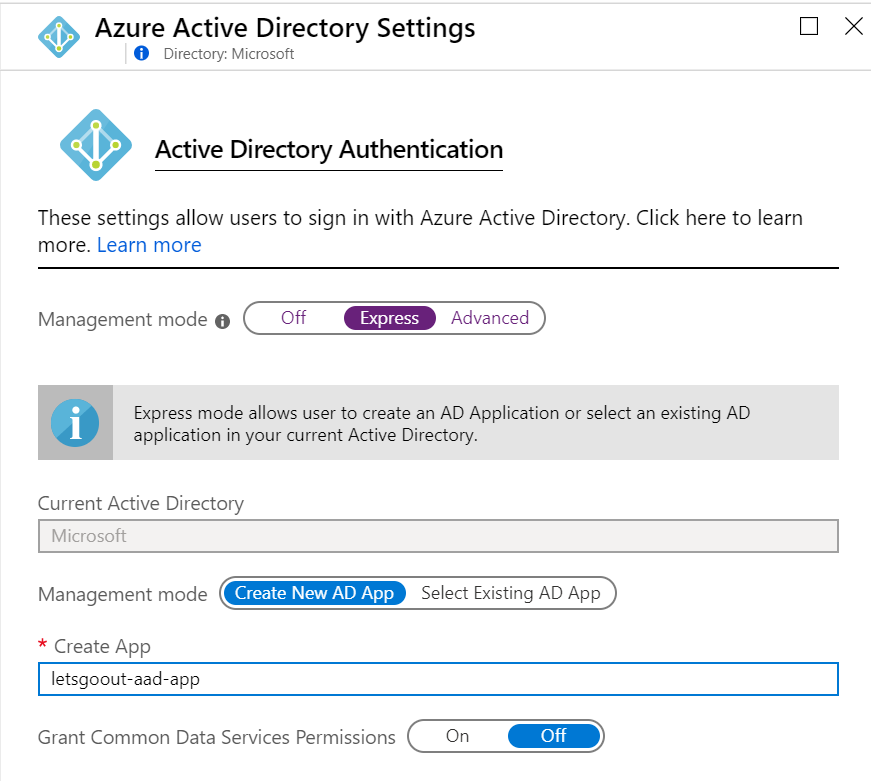 Azure Active Directory Settings
Directory: Microsoft
Active Directory Authentication
These settings allow users to sign in with Azure Active Directory. Click here to learn
more. Learn more
Management mode Off Express Advanced
Express mode allows user to create an AD Application or select an existing AD
application in your current Active Directory.
Current Active Directory
Microsoft
Management mode Create New AD App Select Existing AD App
* Create App
letsgoout-aad-app
Grant Common Data Services Permissions On Off